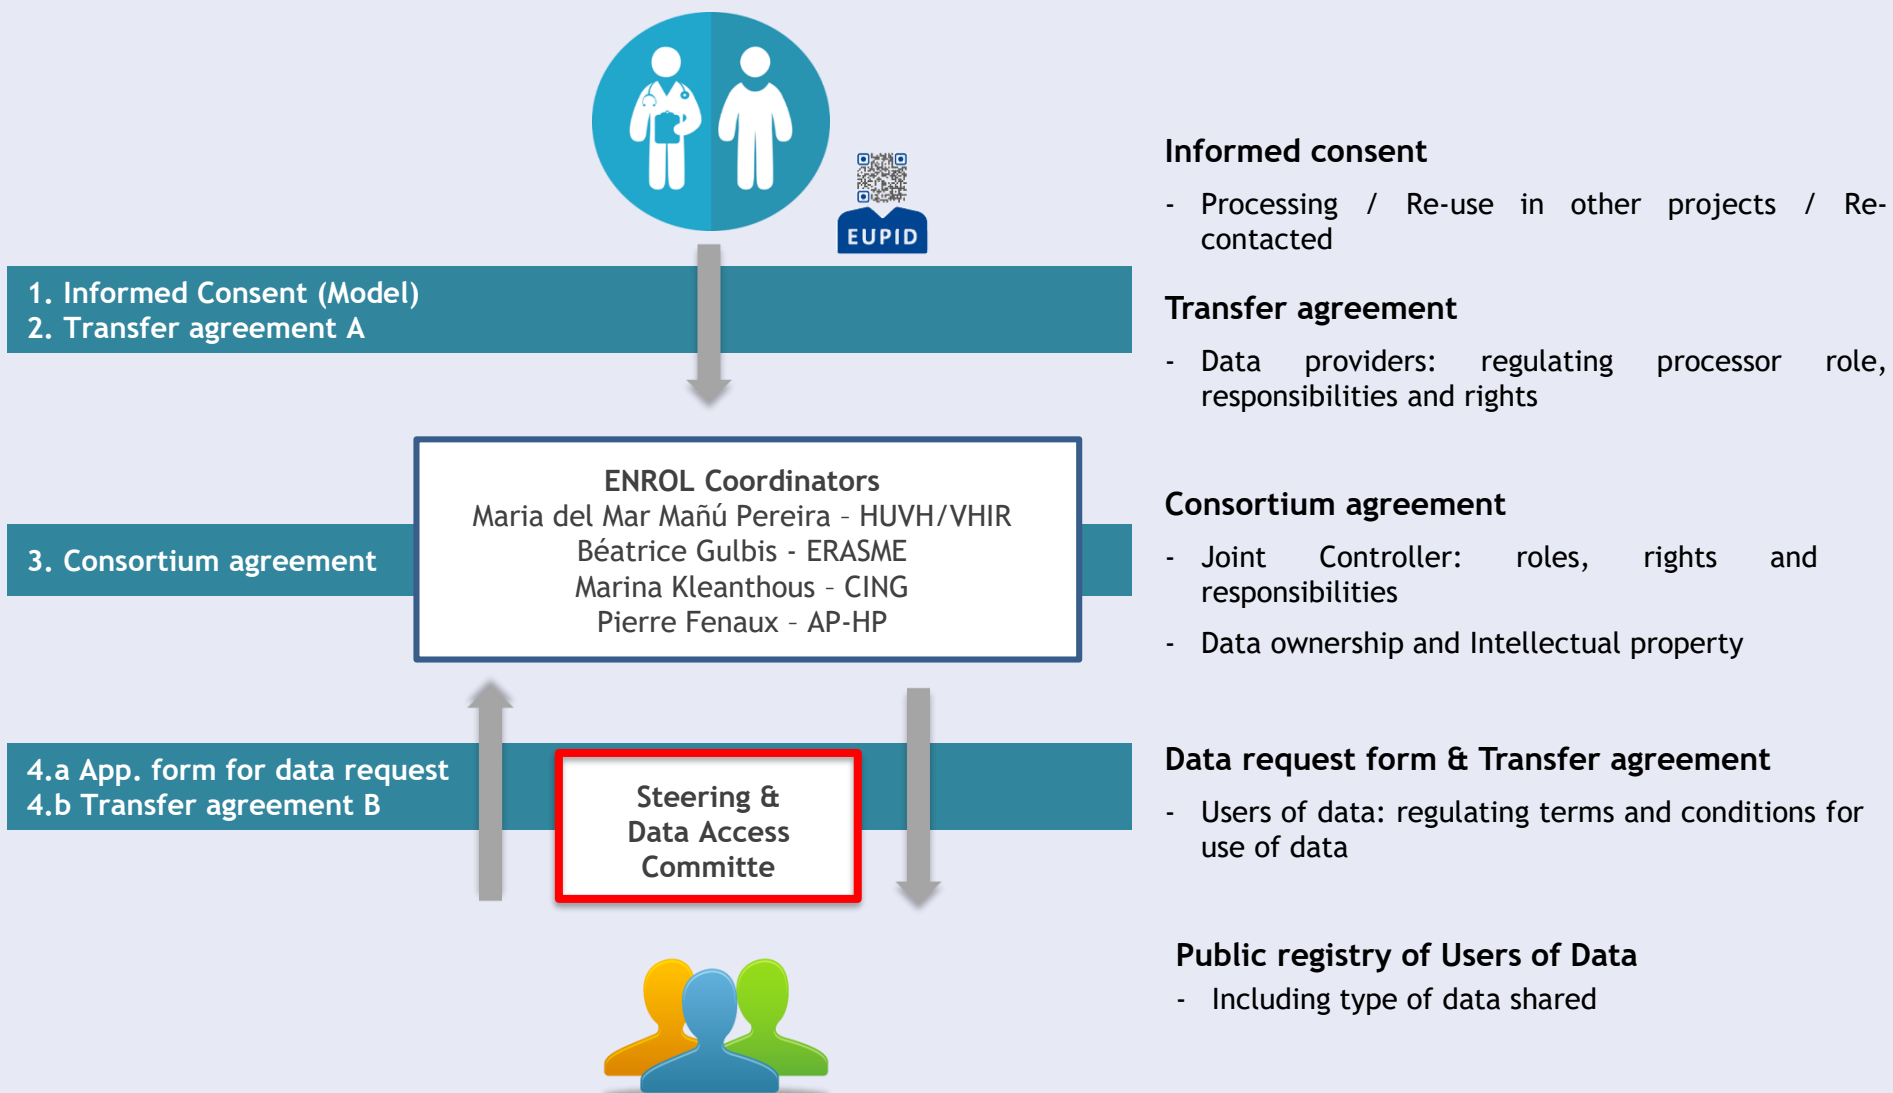 EUPID
1. Informed Consent (Model)
2. Transfer agreement A
ENROL Coordinators
Maria del Mar Mañú Pereira – HUVH/VHIR
Béatrice Gulbis - ERASME
Marina Kleanthous – CING
Pierre Fenaux – AP-HP
3. Consortium agreement
4.a App. form for data request
4.b Transfer agreement B
Steering &
Data Access
Committe
Informed consent
- Processing / Re-use in other projects / Re-
contacted
Transfer agreement
- Data providers: regulating processor role,
responsibilities and rights
Consortium agreement
- Joint Controller: roles, rights and
responsibilities
- Data ownership and Intellectual property
Data request form & Transfer agreement
- Users of data: regulating terms and conditions for
use of data
Public registry of Users of Data
- Including type of data shared